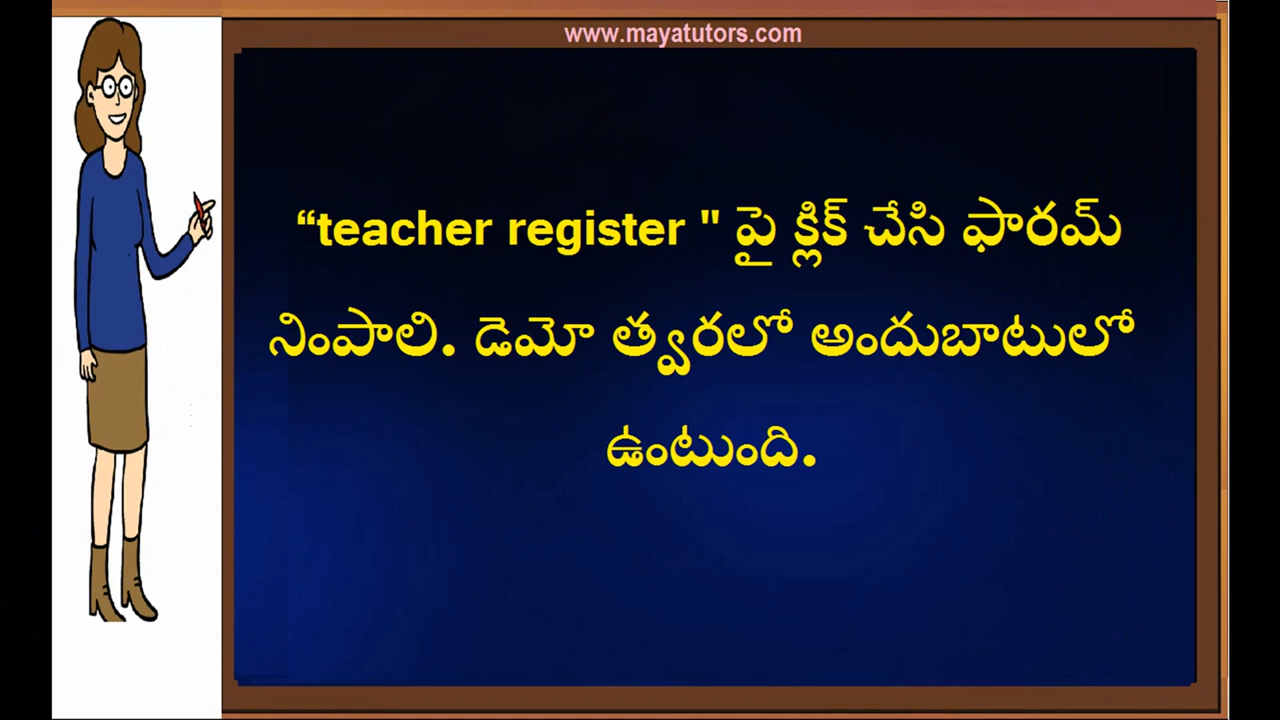 www.mayatutors.com
“teacher register " పై క్లిక్ చేసి ఫారమ్
నింపాలి. డెమో త్వరలో అందుబాటులో
ఉంటుంది.